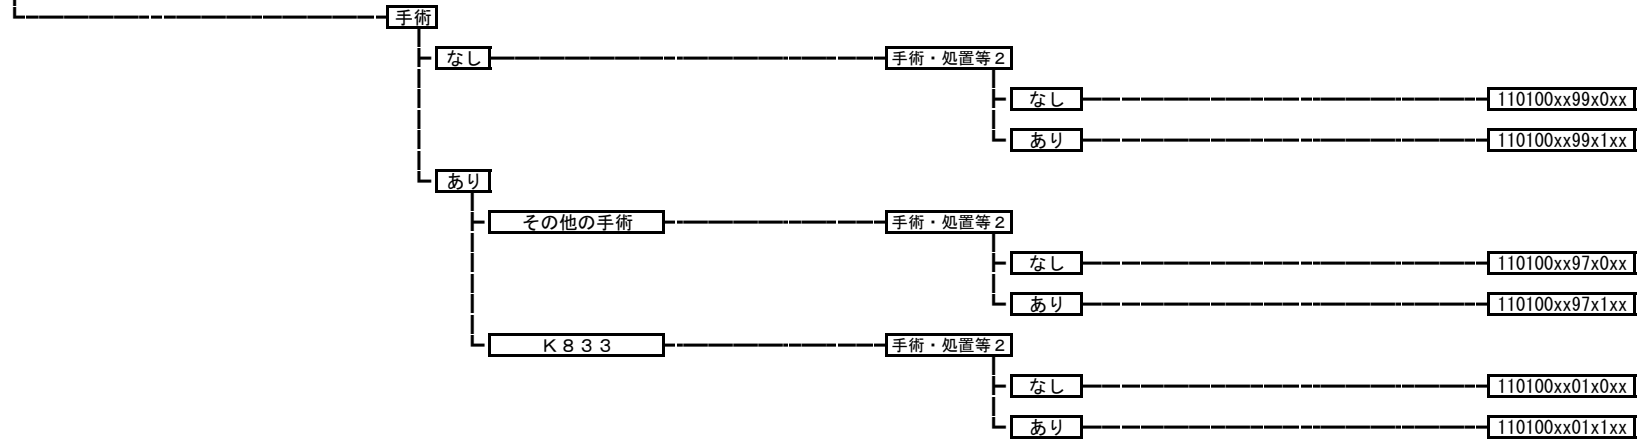 手術
なし 手術・処置等２
なし 110100xx99x0xx
あり 110100xx99x1xx
あり
その他の手術 手術・処置等２
なし 110100xx97x0xx
あり 110100xx97x1xx
Ｋ８３３ 手術・処置等２
なし 110100xx01x0xx
あり 110100xx01x1xx